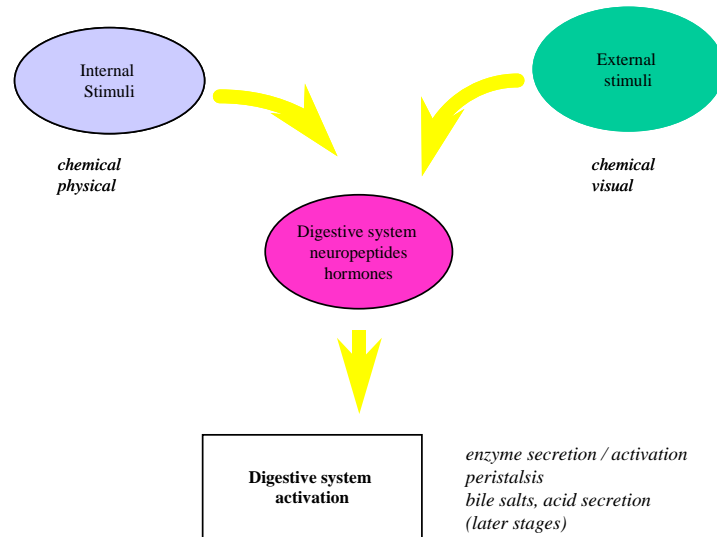 Internal
Stimuli
External
stimuli
chemical
physical
chemical
visual
Digestive system
neuropeptides
hormones
Digestive system
activation
enzyme secretion / activation
peristalsis
bile salts, acid secretion
(later stages)